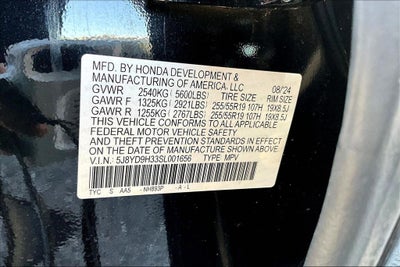 MFD. BY HONDA DEVELOPMENT & 08/24
MANUFACTURING OF AMERICA, LLC
GVWR 2540KG (5600LBS) TIRE SIZE RIM SIZE
GAWR F 1325KG (2921LBS) 255/55R19 107H 19X8.5J
GAWR R 1255KG (2767LBS) 255/55R19 107H 19X8.5J
THIS VEHICLE CONFORMS TO ALL APPLICABLE
FEDERAL MOTOR VEHICLE SAFETY
AND THEFT PREVENTION STANDARDS IN EFFECT
ON THE DATE OF MANUFACTURE SHOWN ABOVE.
V.I.N. 5J8YD9H33SL001656 TYPE MPV
TYC S AA5 NH893P -A -L